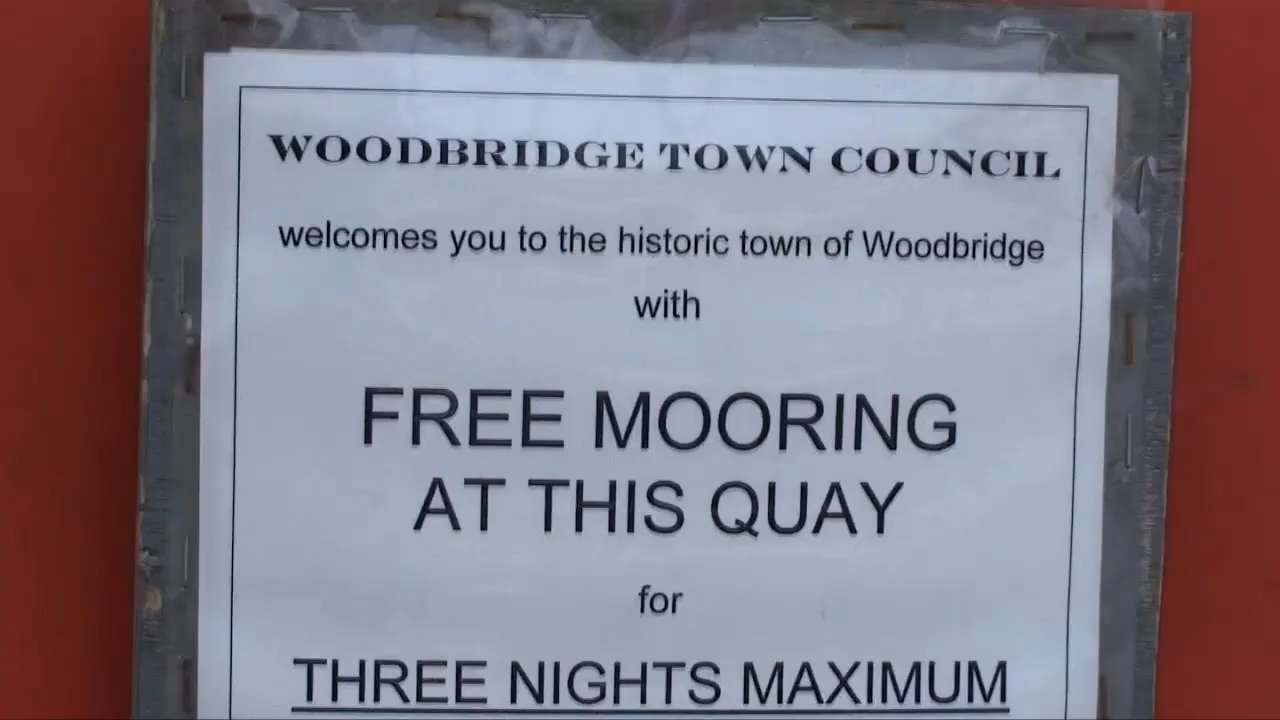 WOODBRIDGE TOWN COUNCIL
welcomes you to the historic town of Woodbridge
with
FREE MOORING
AT THIS QUAY
for
THREE NIGHTS MAXIMUM